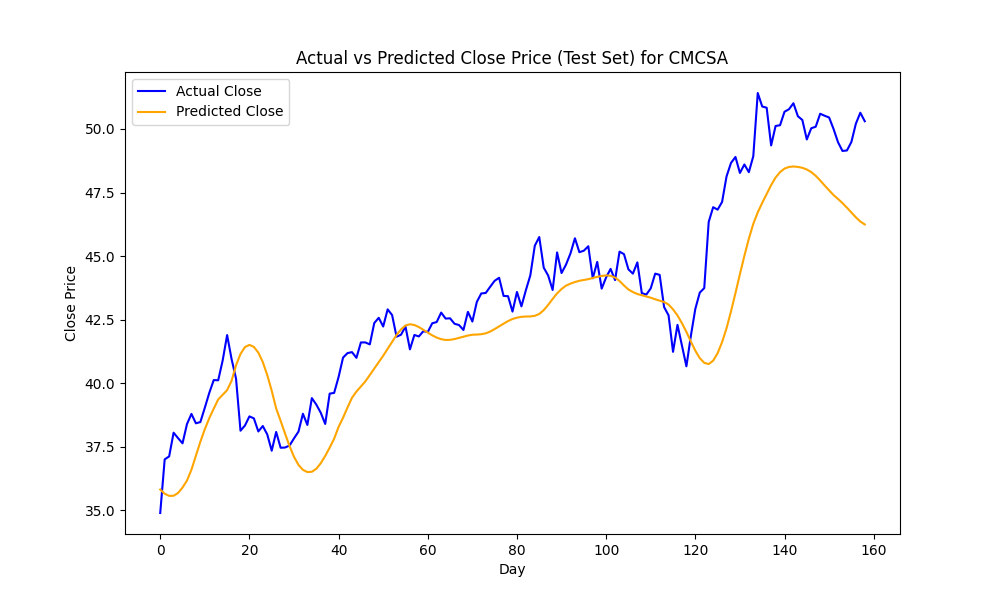 Actual vs Predicted Close Price (Test Set) for CMCSA
Actual Close
Predicted Close
Close Price
50.0
47.5
45.0
42.5
40.0
37.5
35.0
0 20 40 60 80 100 120 140 160
Day